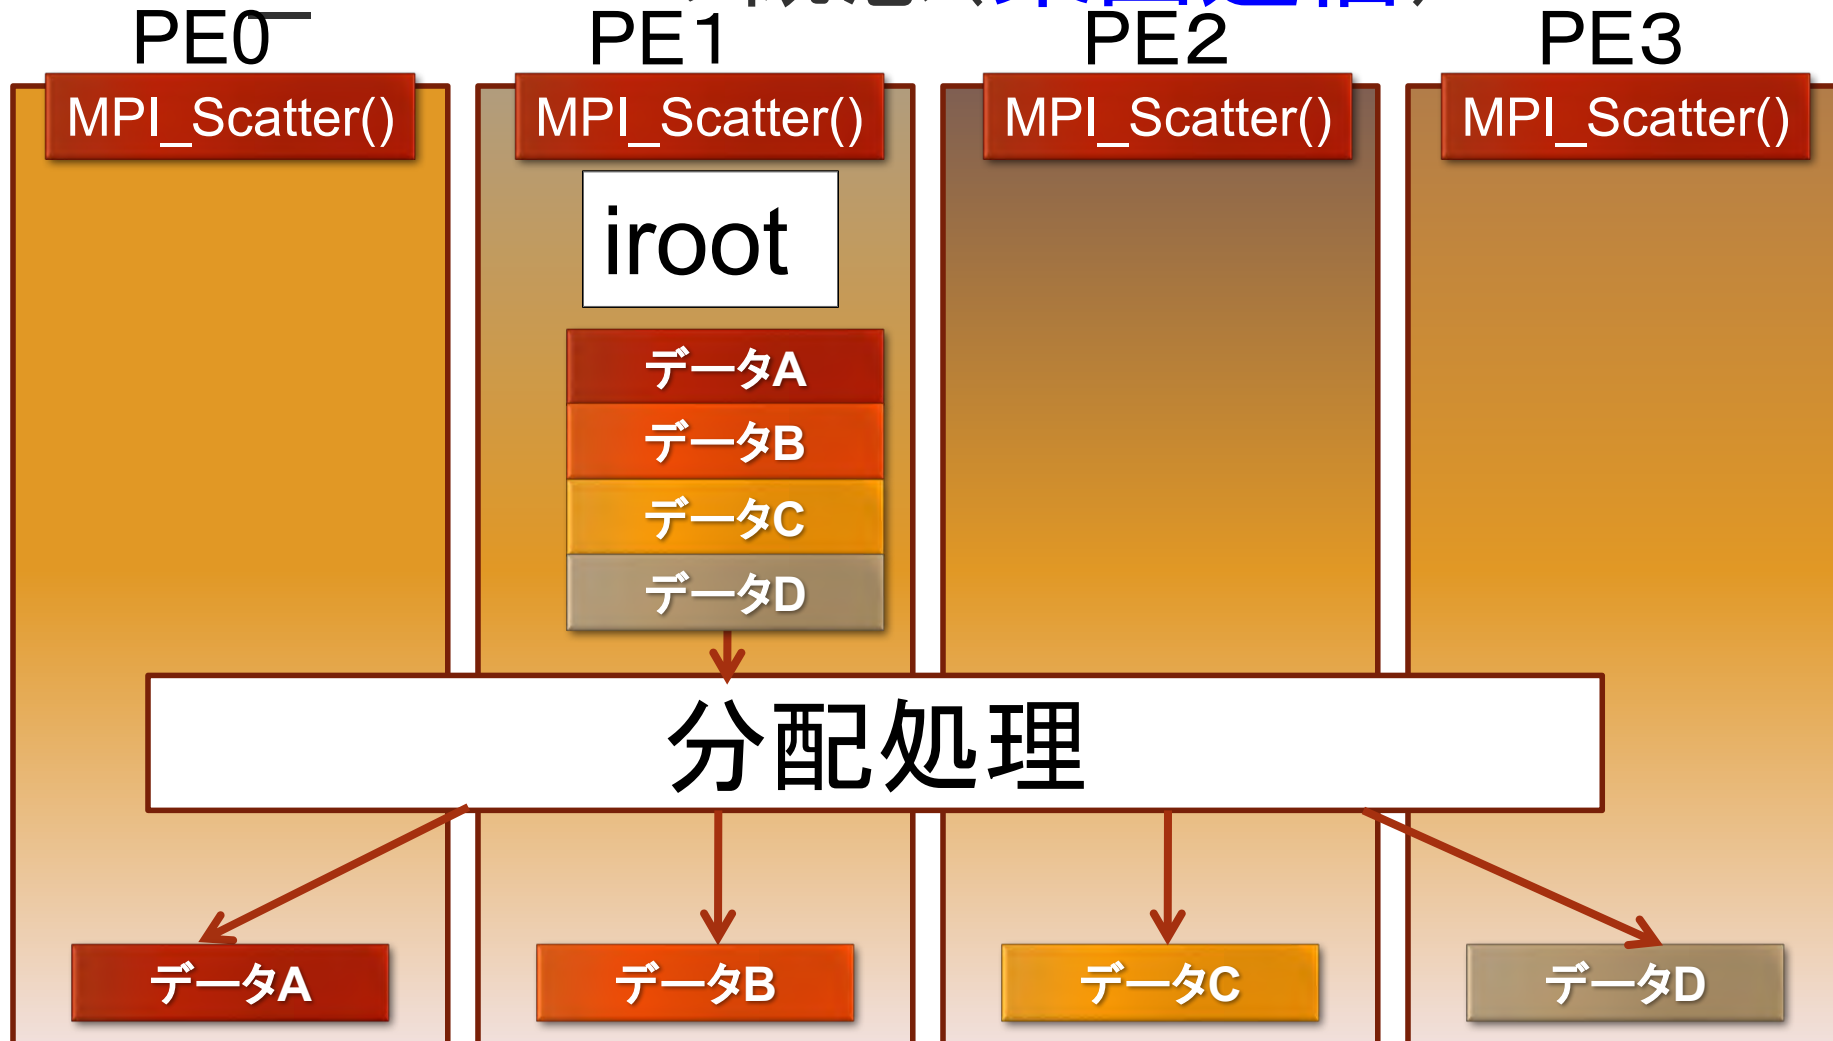 PE0 PE1 PE2 PE3
MPI_Scatter() MPI_Scatter() MPI_Scatter() MPI_Scatter()
iroot
データA
データB
データC
データD
分配処理
データA データB データC データD